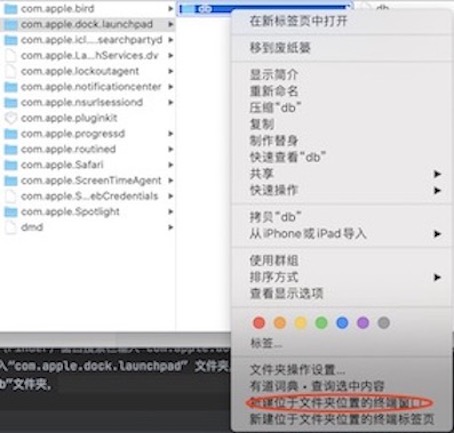 com.apple.bird
com.apple.dock.launchpad
com.apple.icl....searchpartyd
com.apple.La...hServices.dv
com.apple.lockoutagent
com.apple.notificationcenter
com.apple.nsurlsessiond
com.apple.pluginkit
com.apple.progressd
com.apple.routined
com.apple.Safari
com.apple.ScreenTimeAgent
com.apple.S...ebCredentials
com.apple.Spotlight
dmd
db
db
在新标签页中打开
移到废纸篓
显示简介
重新命名
压缩“db”
复制
制作替身
快速查看“db”
共享
快速操作
拷贝“db”
从 iPhone 或 iPad 导入
使用群组
排序方式
查看显示选项
标签...
文件夹操作设置...
有道词典 • 查询选中内容
新建位于文件夹位置的终端窗口
新建位于文件夹位置的终端标签页
入“com.apple.dock.launchpad” 文件夹
b”文件夹,